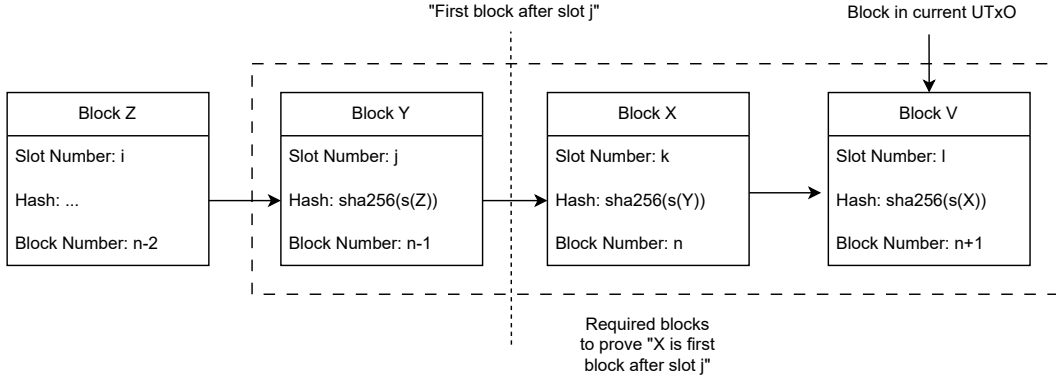 "First block after slot j"
Block in current UTxO
Block Z
Slot Number: i
Hash: ...
Block Number: n-2
Block Y
Slot Number: j
Hash: sha256(s(Z))
Block Number: n-1
Block X
Slot Number: k
Hash: sha256(s(Y))
Block Number: n
Block V
Slot Number: l
Hash: sha256(s(X))
Block Number: n+1
Required blocks
to prove "X is first
block after slot j"